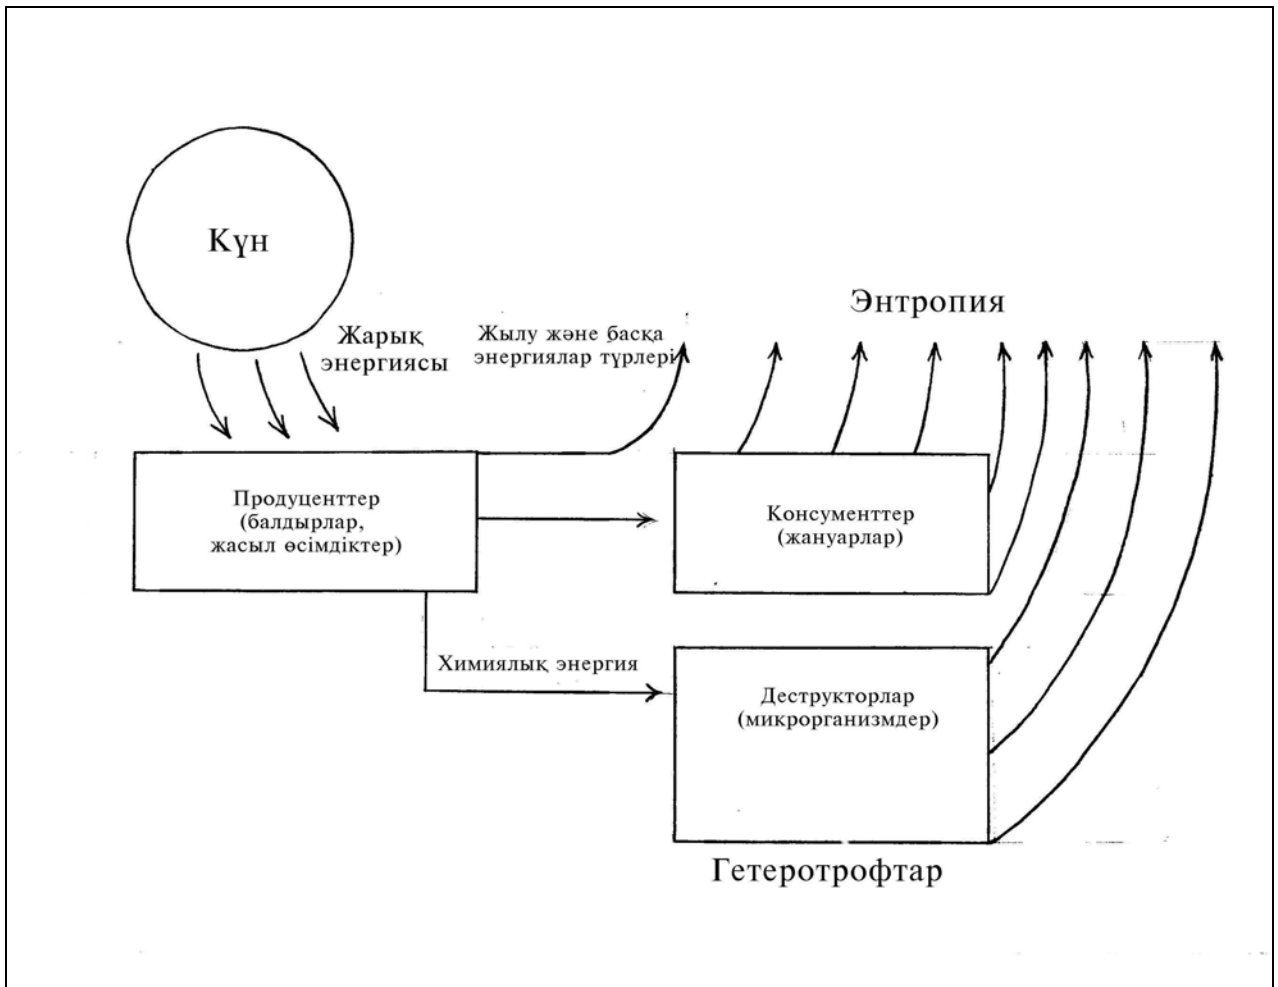 Күн
Жарық
энергиясы
Жылу және басқа
энергиялар түрлері
Энтропия
Продуценттер
(балдырлар,
жасыл өсімдіктер)
Консументтер
(жануарлар)
Химиялық энергия
Деструкторлар
(микрорганизмдер)
Гетеротрофтар